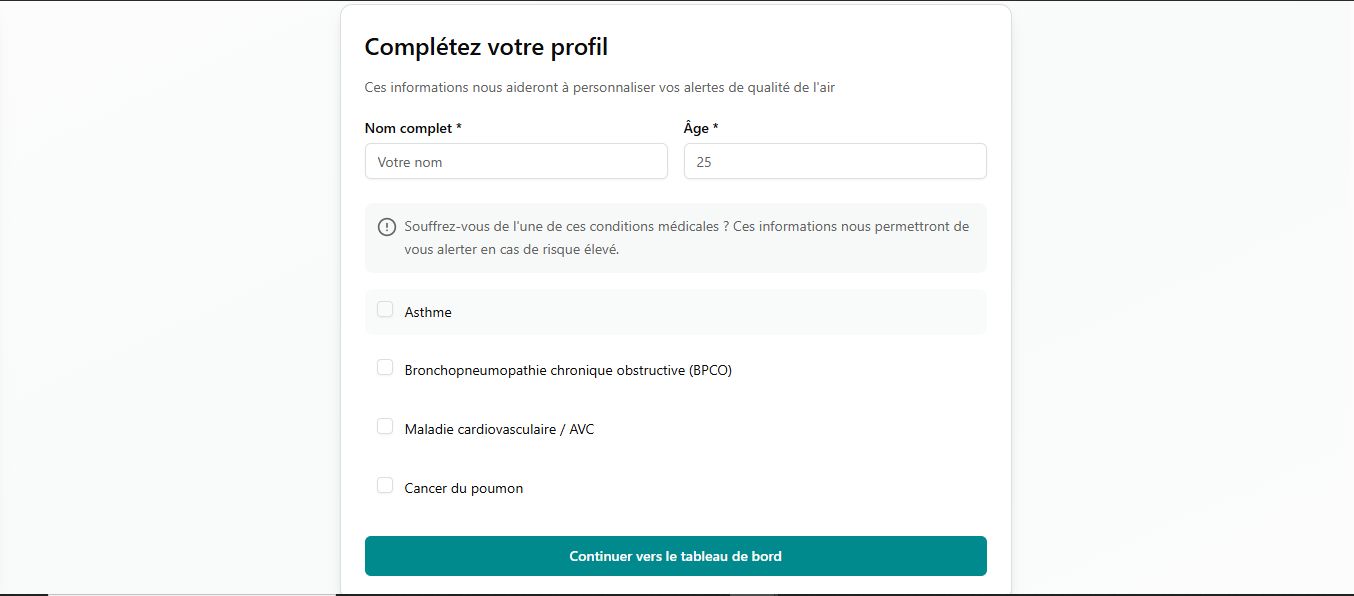 Complétez votre profil
Ces informations nous aideront à personnaliser vos alertes de qualité de l'air
Nom complet *
Âge *
Votre nom
25
Souffrez-vous de l'une de ces conditions médicales ? Ces informations nous permettront de
vous alerter en cas de risque élevé.
Asthme
Bronchopneumopathie chronique obstructive (BPCO)
Maladie cardiovasculaire / AVC
Cancer du poumon
Continuer vers le tableau de bord